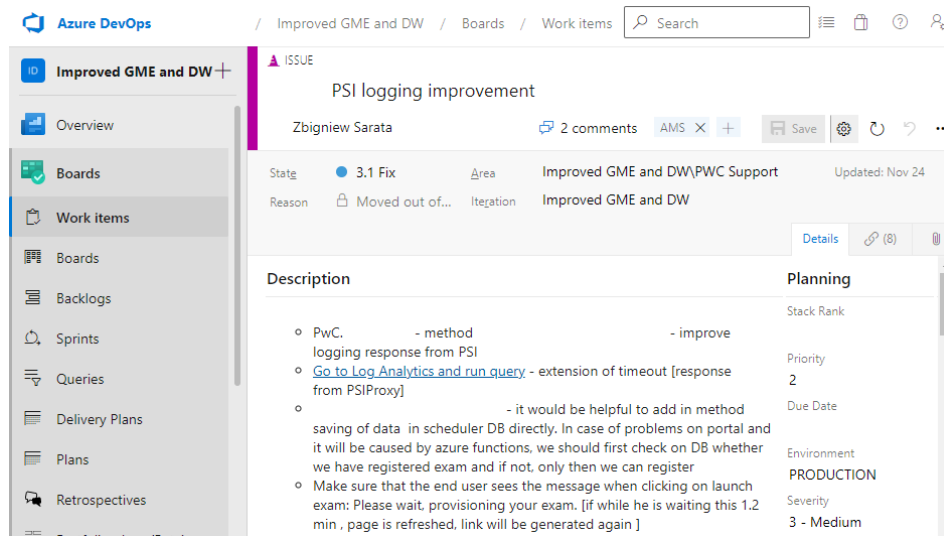 Azure DevOps
/ Improved GME and DW / Boards / Work items
Search
ID Improved GME and DW
ISSUE
PSI logging improvement
Overview
Zbigniew Sarata
2 comments
AMS
Save
Boards
State
3.1 Fix
Area
Improved GME and DW\PWC Support
Updated: Nov 24
Reason
Moved out of...
Iteration
Improved GME and DW
Work items
Details
(8)
Boards
Backlogs
Sprints
Queries
Delivery Plans
Plans
Retrospectives
Description
PwC. - method - improve
logging response from PSI
Go to Log Analytics and run query - extension of timeout [response
from PSIProxy]
- it would be helpful to add in method
saving of data in scheduler DB directly. In case of problems on portal and
it will be caused by azure functions, we should first check on DB whether
we have registered exam and if not, only then we can register
Make sure that the end user sees the message when clicking on launch
exam: Please wait, provisioning your exam. [if while he is waiting this 1.2
min , page is refreshed, link will be generated again ]
Planning
Stack Rank
Priority
2
Due Date
Environment
PRODUCTION
Severity
3 - Medium